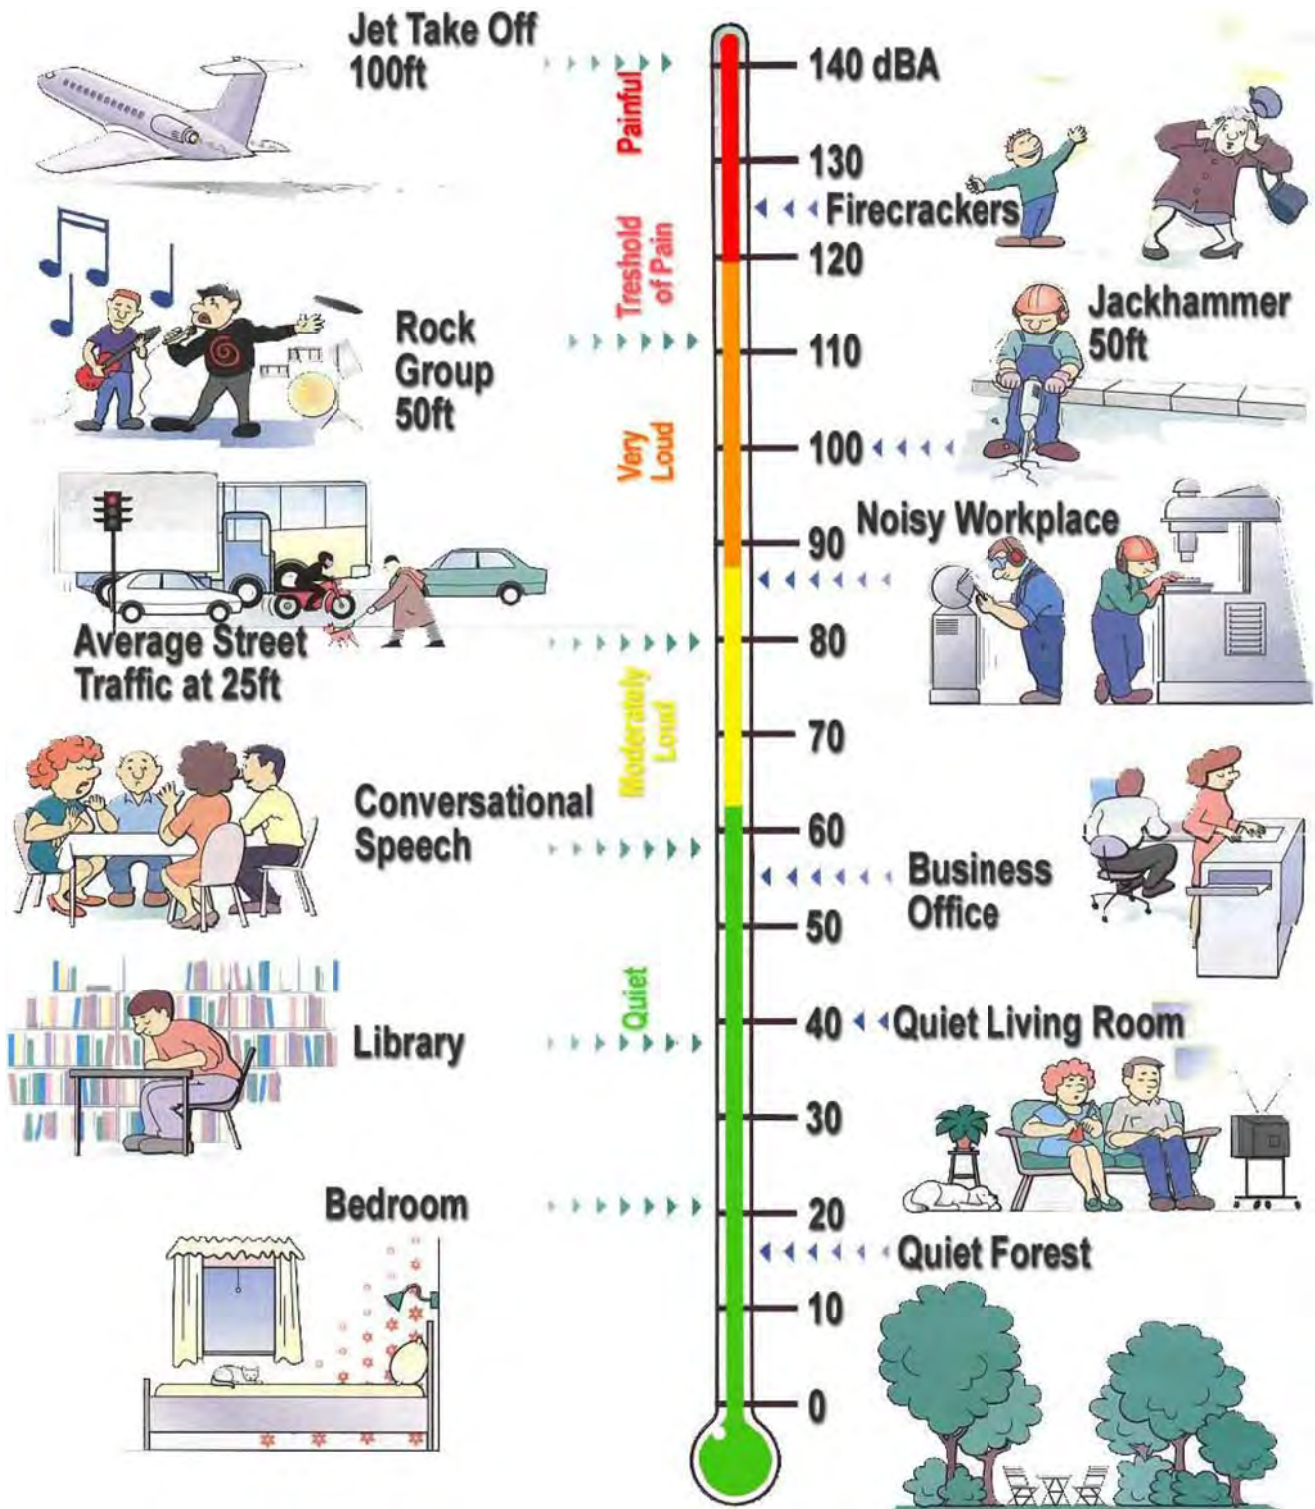 Jet Take Off
100ft
140 dBA
Painful
130
Firecrackers
120
Treshold
of Pain
Rock
Group
50ft
110
Jackhammer
50ft
Very
Loud
100
Noisy Workplace
90
Average Street
Traffic at 25ft
80
Moderately
Loud
70
Conversational
Speech
60
Business
Office
50
Quiet
Library
40
Quiet Living Room
30
Bedroom
20
Quiet Forest
10
0